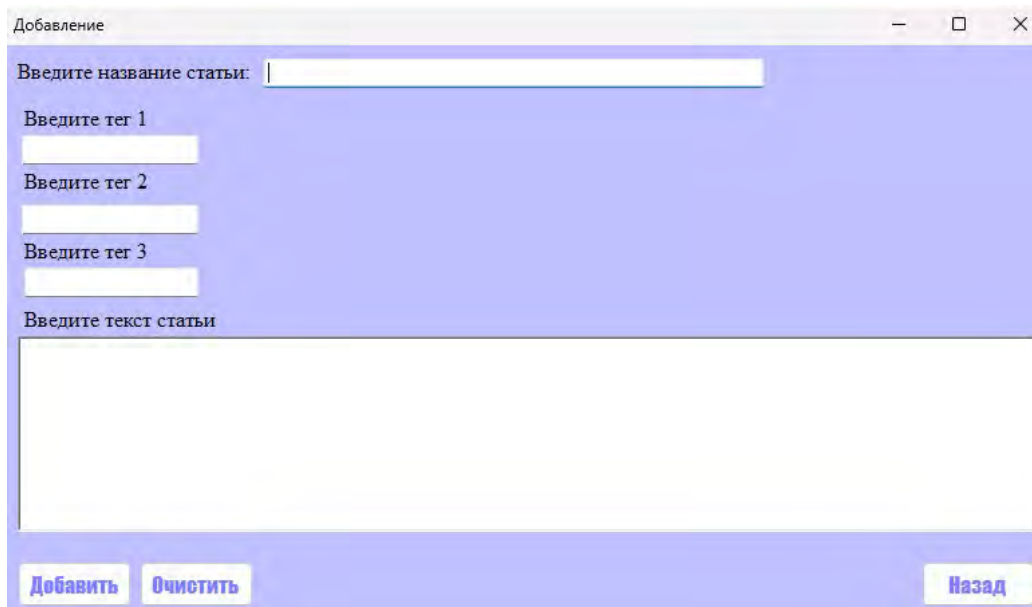 Добавление
Введите название статьи:
Введите тег 1
Введите тег 2
Введите тег 3
Введите текст статьи
Добавить Очистить Назад